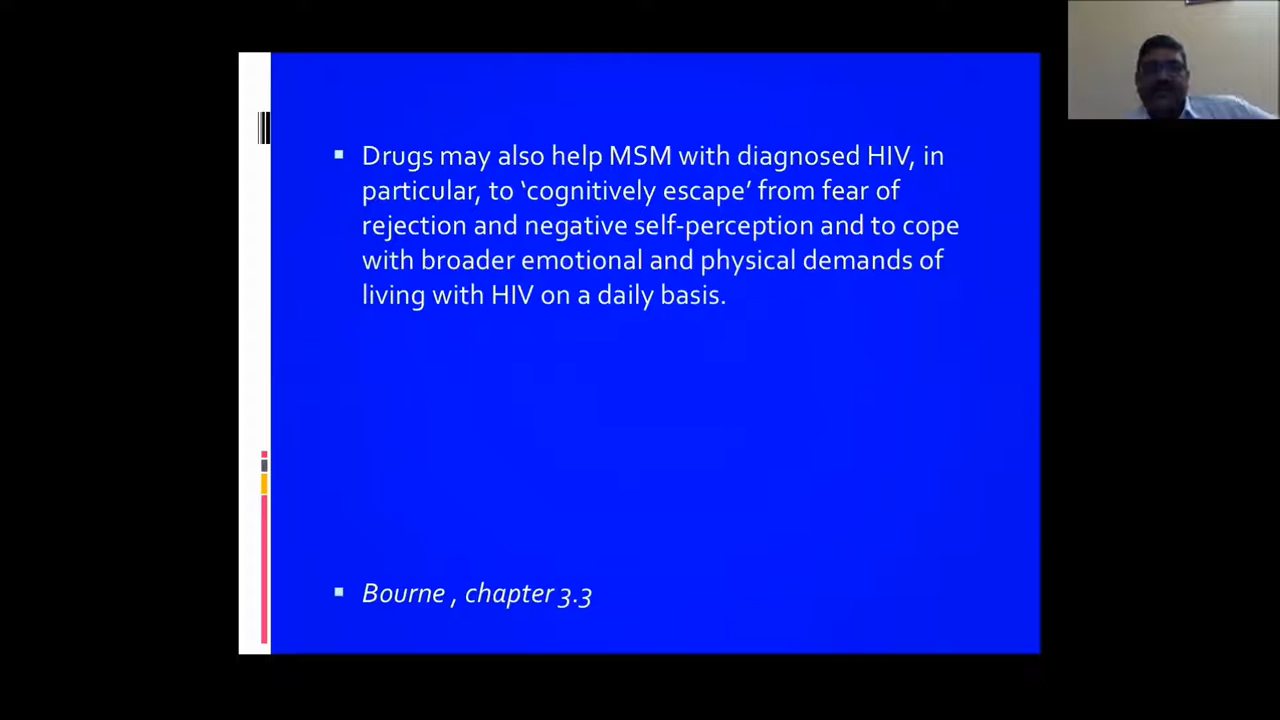 Drugs may also help MSM with diagnosed HIV, in
particular, to ‘cognitively escape’ from fear of
rejection and negative self-perception and to cope
with broader emotional and physical demands of
living with HIV on a daily basis.
Bourne , chapter 3.3